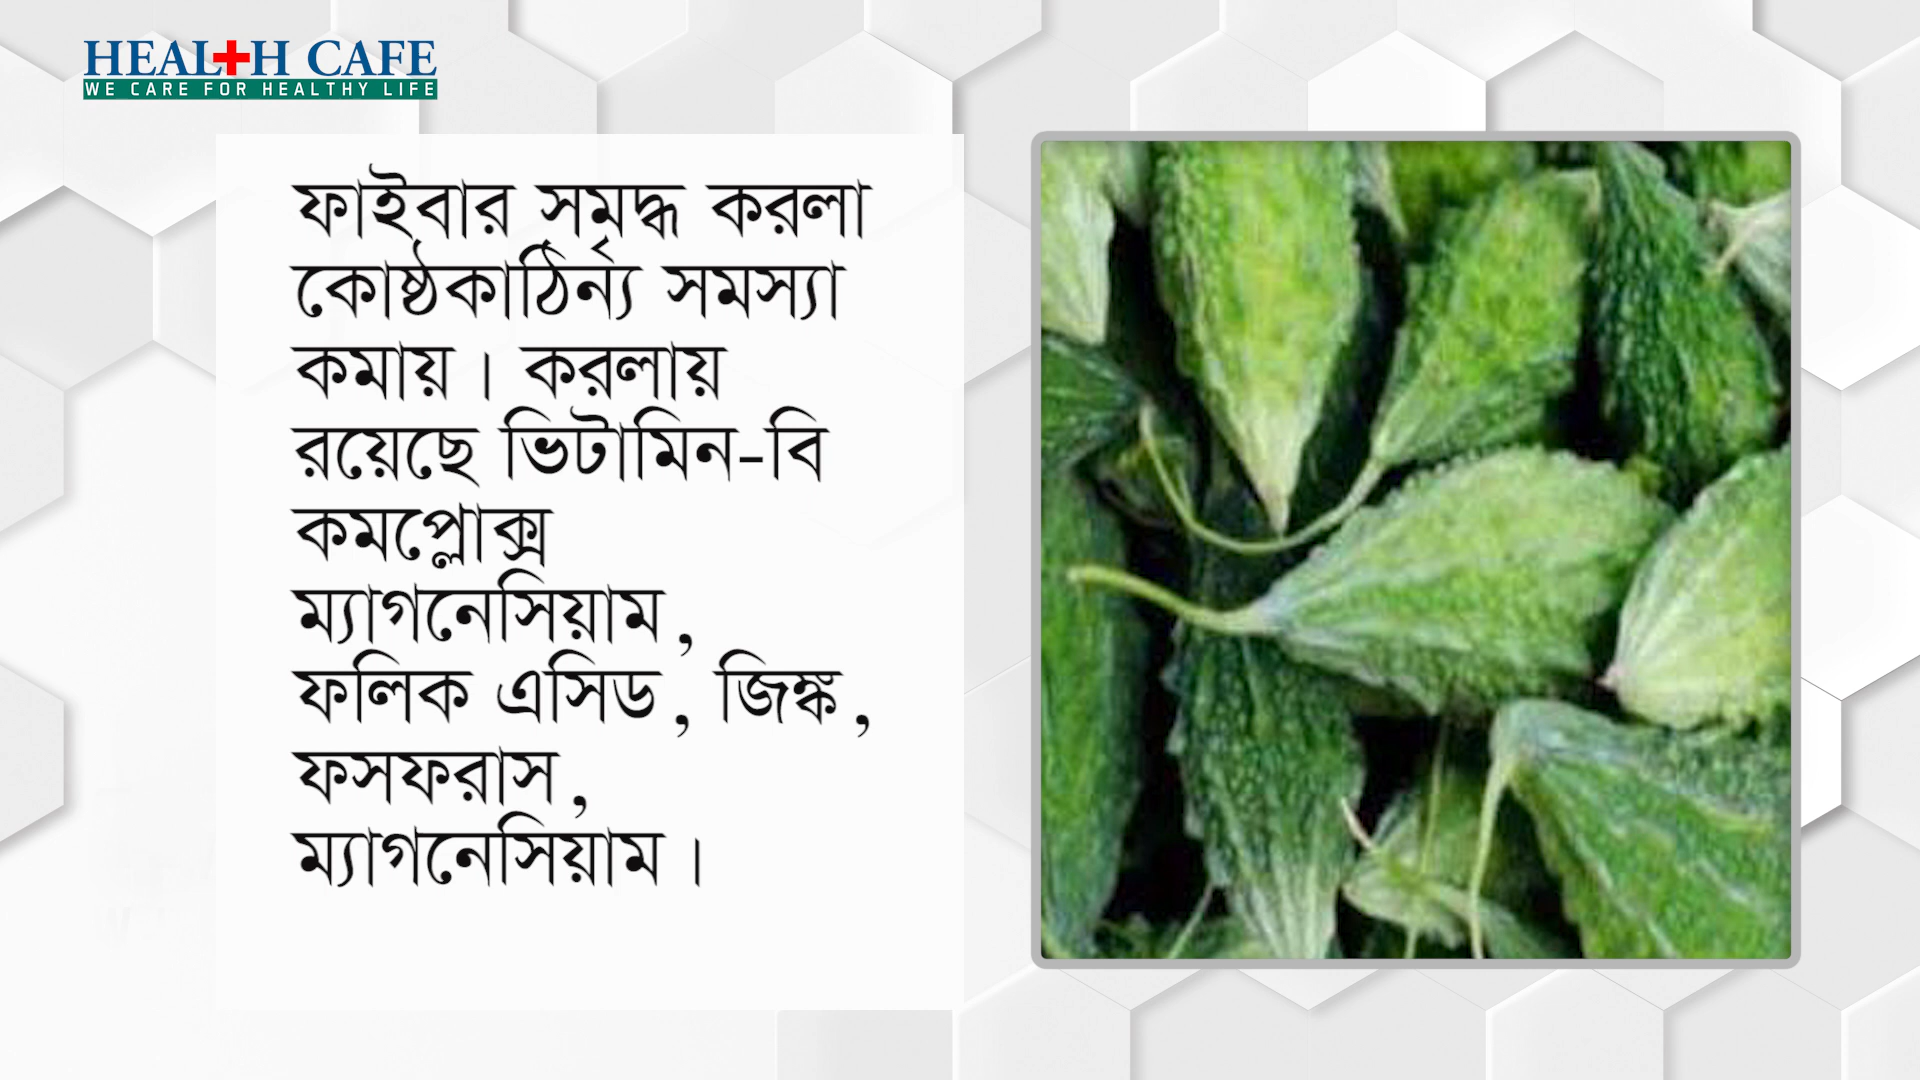 HEALTH CAFE
WE CARE FOR HEALTHY LIFE
ফাইবার সমৃদ্ধ করলা
কোষ্ঠকাঠিন্য সমস্যা
কমায়। করলায়
রয়েছে ভিটামিন-বি
কমপ্লেক্স
ম্যাগনেসিয়াম,
ফলিক এসিড, জিঙ্ক,
ফসফরাস,
ম্যাগনেসিয়াম।